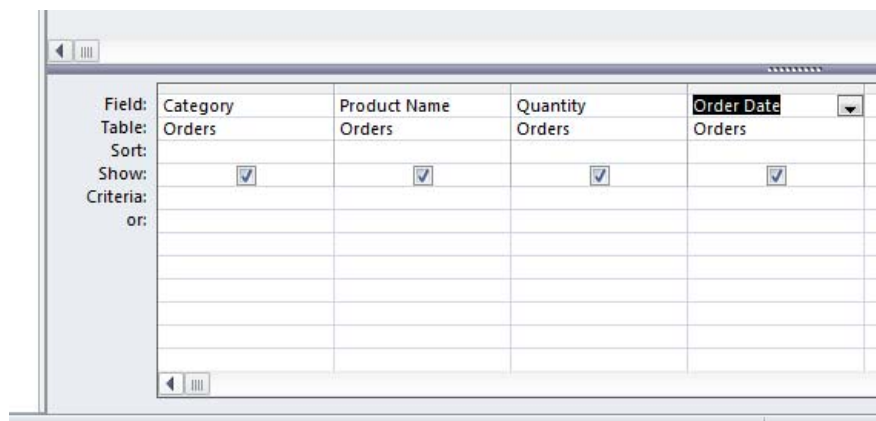 Field: Category Product Name Quantity Order Date
Table: Orders Orders Orders Orders
Sort:
Show:
Criteria:
or: